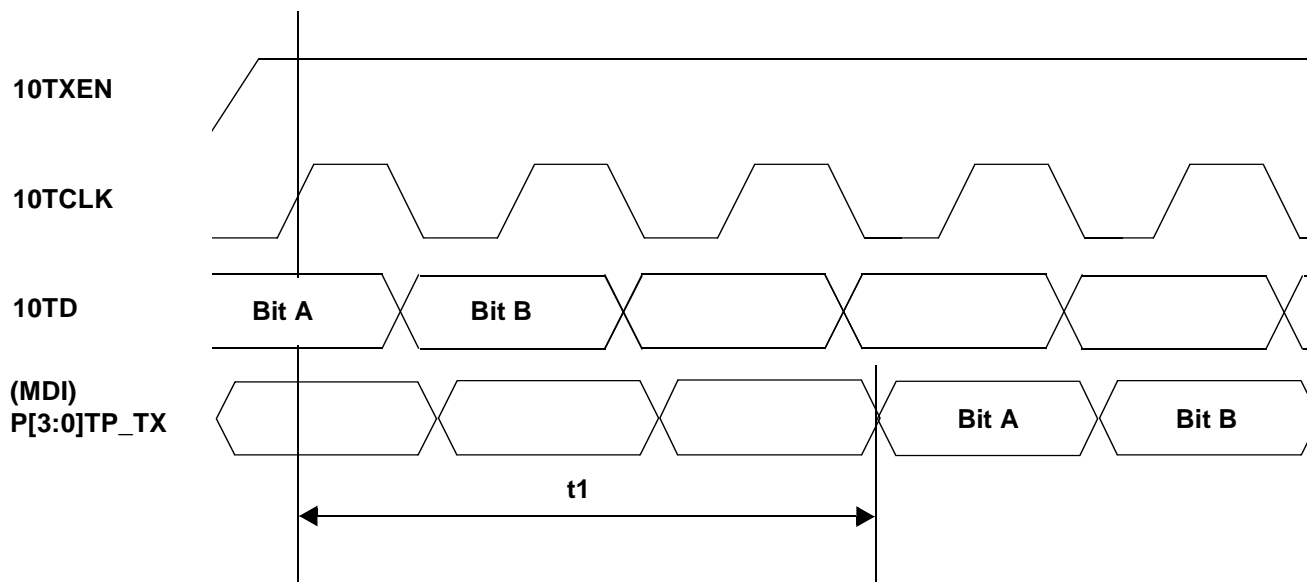 10TXEN
10TCLK
10TD
Bit A
Bit B
(MDI)
P[3:0]TP_TX
Bit A
Bit B
t1